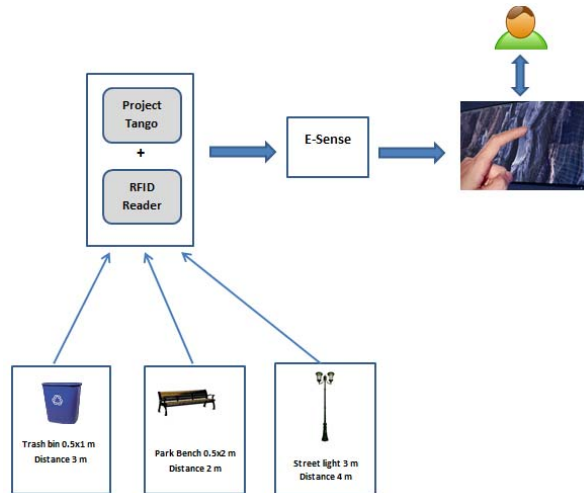 Project
Tango
+
RFID
Reader
E-Sense
Trash bin 0.5x1 m
Distance 3 m
Park Bench 0.5x2 m
Distance 2 m
Street light 3 m
Distance 4 m